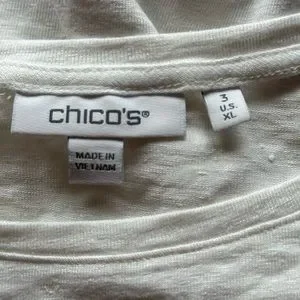 chico's®
MADE IN
VIETNAM
3
U.S.
XL